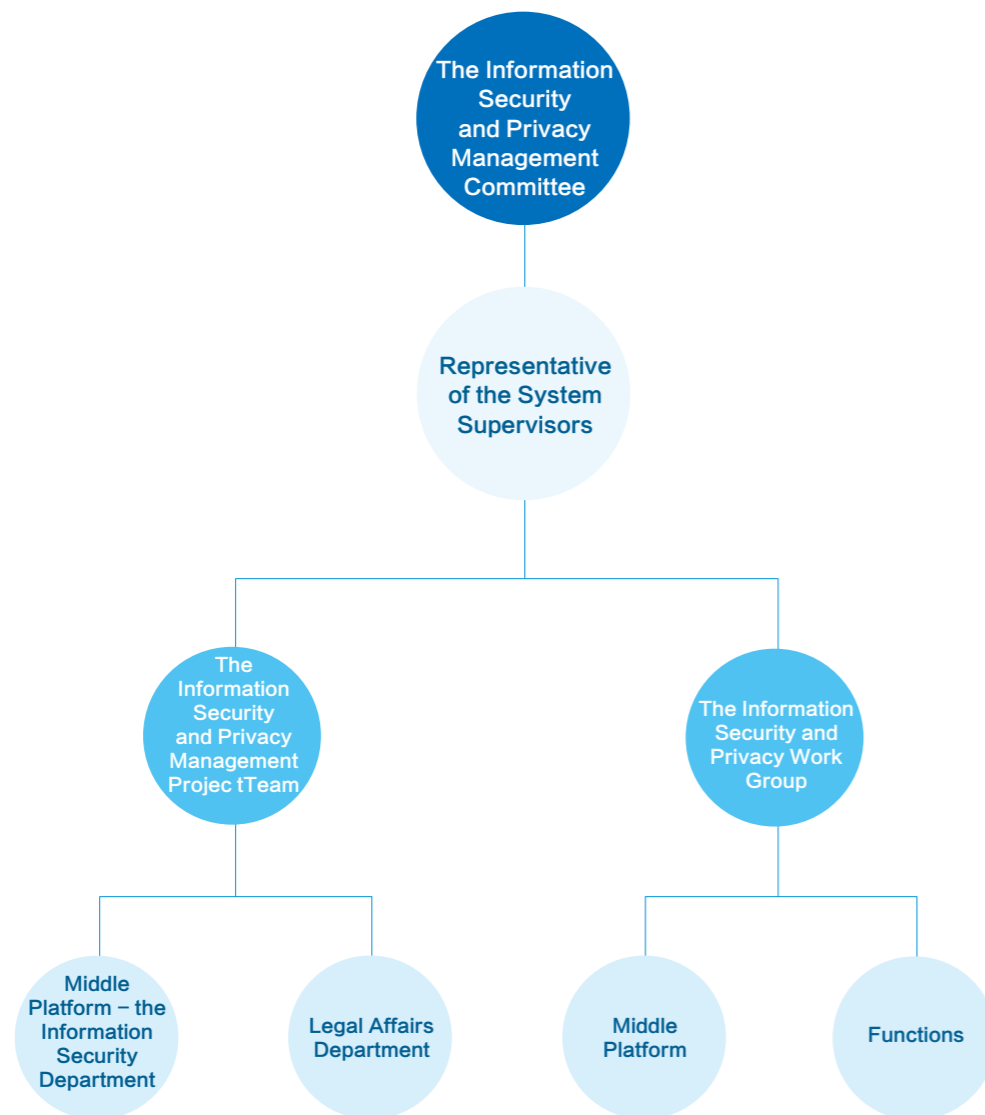 The Information
Security
and Privacy
Management
Committee
Representative
of the System
Supervisors
The
Information
Security
and Privacy
Management
Projec tTeam
The Information
Security and
Privacy Work
Group
Middle
Platform – the
Information
Security
Department
Legal Affairs
Department
Middle
Platform
Functions